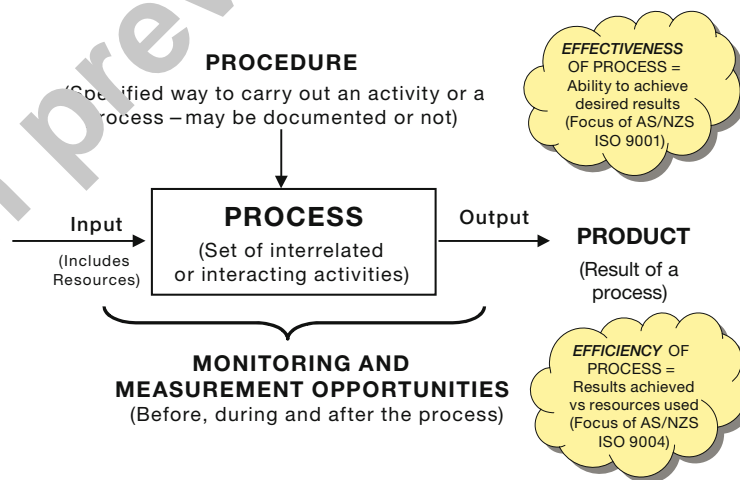 PROCEDURE
(Specified way to carry out an activity or a
process – may be documented or not)
EFFECTIVENESS
OF PROCESS =
Ability to achieve
desired results
(Focus of AS/NZS
ISO 9001)
Input
(Includes
Resources)
PROCESS
(Set of interrelated
or interacting activities)
Output
PRODUCT
(Result of a
process)
MONITORING AND
MEASUREMENT OPPORTUNITIES
(Before, during and after the process)
EFFICIENCY OF
PROCESS =
Results achieved
vs resources used
(Focus of AS/NZS
ISO 9004)